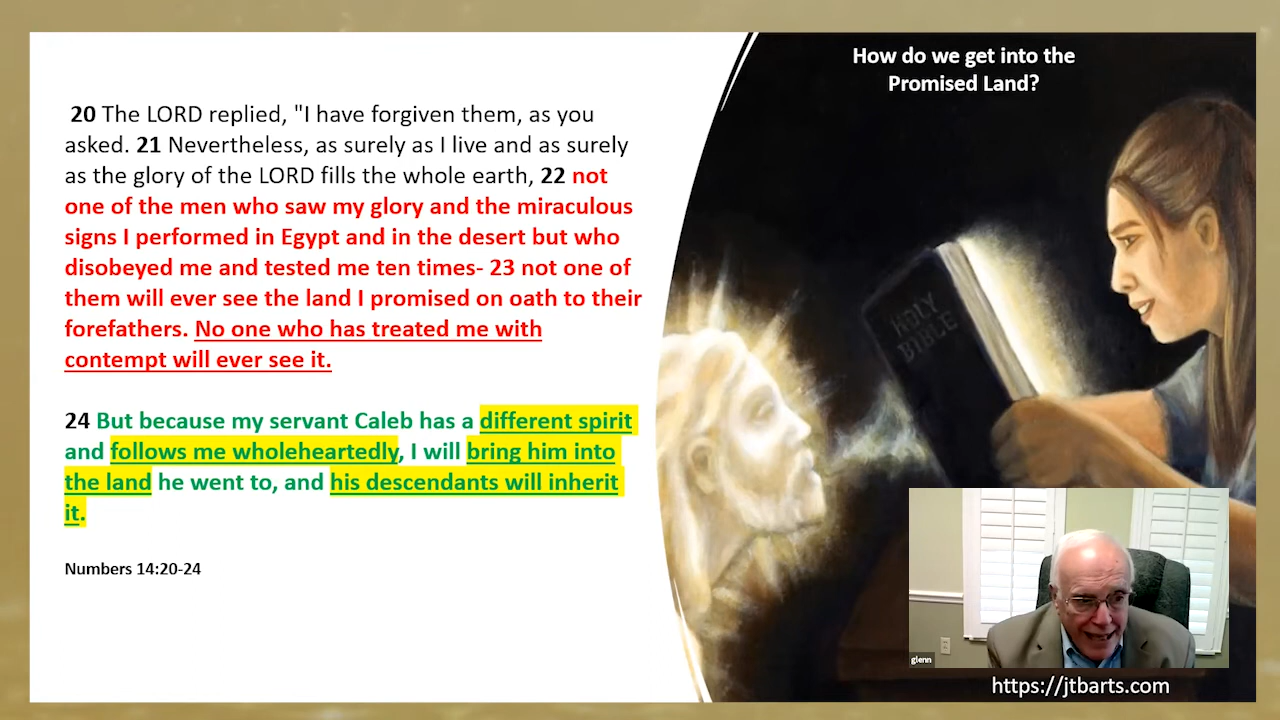 How do we get into the
Promised Land?
20 The LORD replied, "I have forgiven them, as you
asked. 21 Nevertheless, as surely as I live and as surely
as the glory of the LORD fills the whole earth, 22 not
one of the men who saw my glory and the miraculous
signs I performed in Egypt and in the desert but who
disobeyed me and tested me ten times- 23 not one of
them will ever see the land I promised on oath to their
forefathers. No one who has treated me with
contempt will ever see it.
24 But because my servant Caleb has a different spirit
and follows me wholeheartedly, I will bring him into
the land he went to, and his descendants will inherit
it.
Numbers 14:20-24
HOLY
BIBLE
glenn
https://jtbarts.com